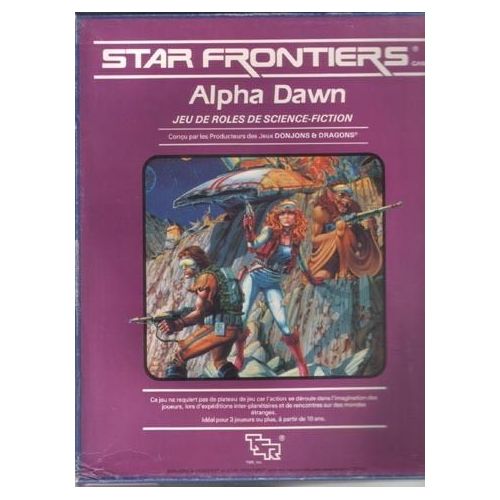 STAR FRONTIERS®
Alpha Dawn
JEU DE ROLES DE SCIENCE-FICTION
Conçu par les Producteurs des Jeux DONJONS & DRAGONS®
Ce jeu ne requiert pas de plateau de jeu car l'action se déroule dans l'imagination des
joueurs, lors d'expéditions inter-planétaires et de rencontres sur des mondes
étranges.
Idéal pour 3 joueurs ou plus, à partir de 10 ans.
TSR®
TSR, Inc.